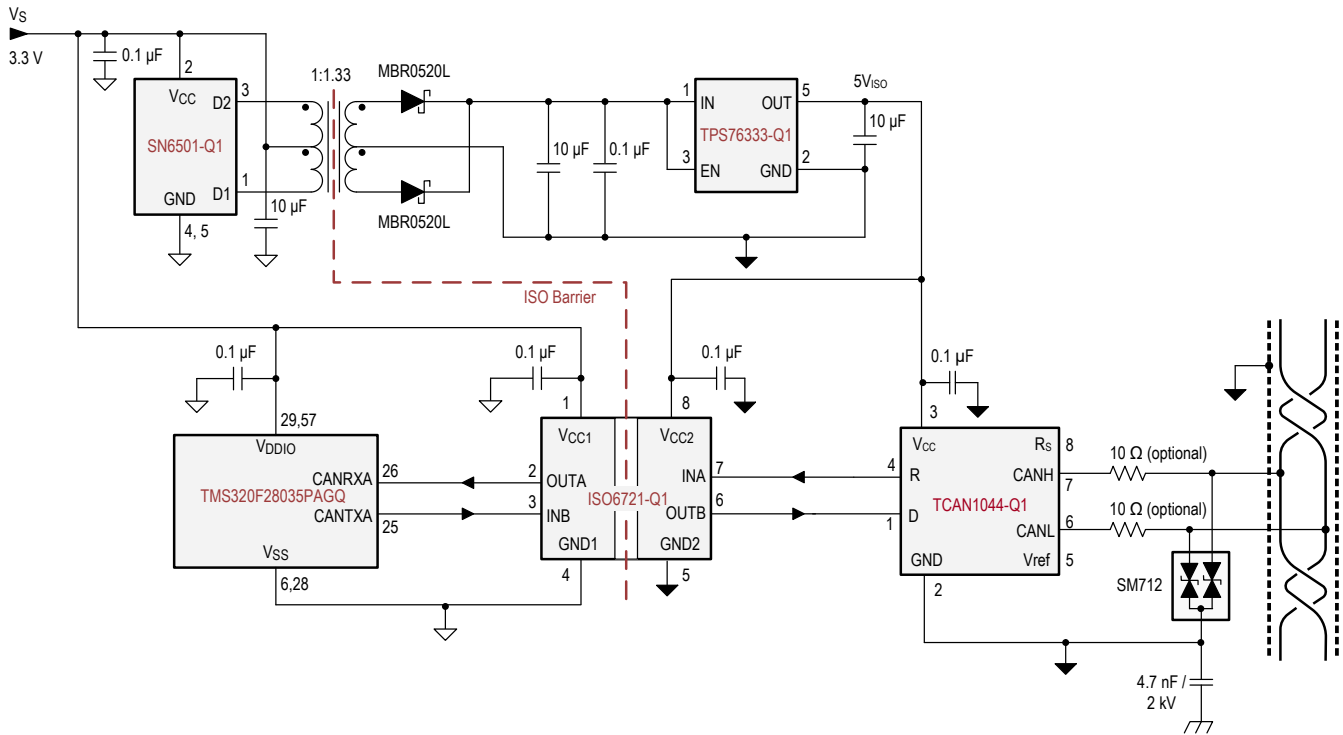 VS
3.3 V
0.1 µF
2
VCC
D2
3
SN6501-Q1
D1
1
GND
4, 5
10 µF
1:1.33
MBR0520L
MBR0520L
10 µF
0.1 µF
1
IN
OUT
5
TPS76333-Q1
3
EN
GND
2
5VISO
10 µF
ISO Barrier
0.1 µF
0.1 µF
0.1 µF
0.1 µF
29,57
VDDIO
CANRXA
26
TMS320F28035PAGQ
CANTXA
25
VSS
6,28
1
VCC1
2
OUTA
3
INB
GND1
4
ISO6721-Q1
8
VCC2
INA
7
OUTB
6
GND2
5
3
VCC
RS
8
4
R
CANH
7
TCAN1044-Q1
1
D
CANL
6
GND
Vref
5
2
10 Ω (optional)
10 Ω (optional)
SM712
4.7 nF /
2 kV